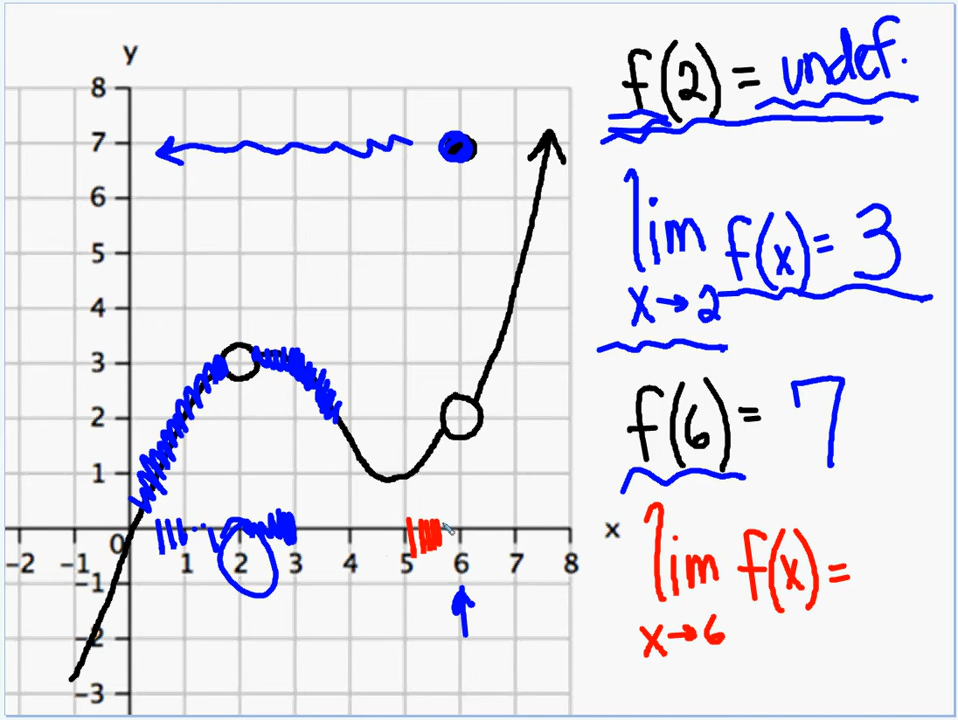 y
8
7
6
5
4
3
2
1
0
-2 -1 1 2 3 4 5 6 7 8 x
-1
-2
-3
f(2) = undef.
lim f(x) = 3
x→2
f(6) = 7
lim f(x) =
x→6